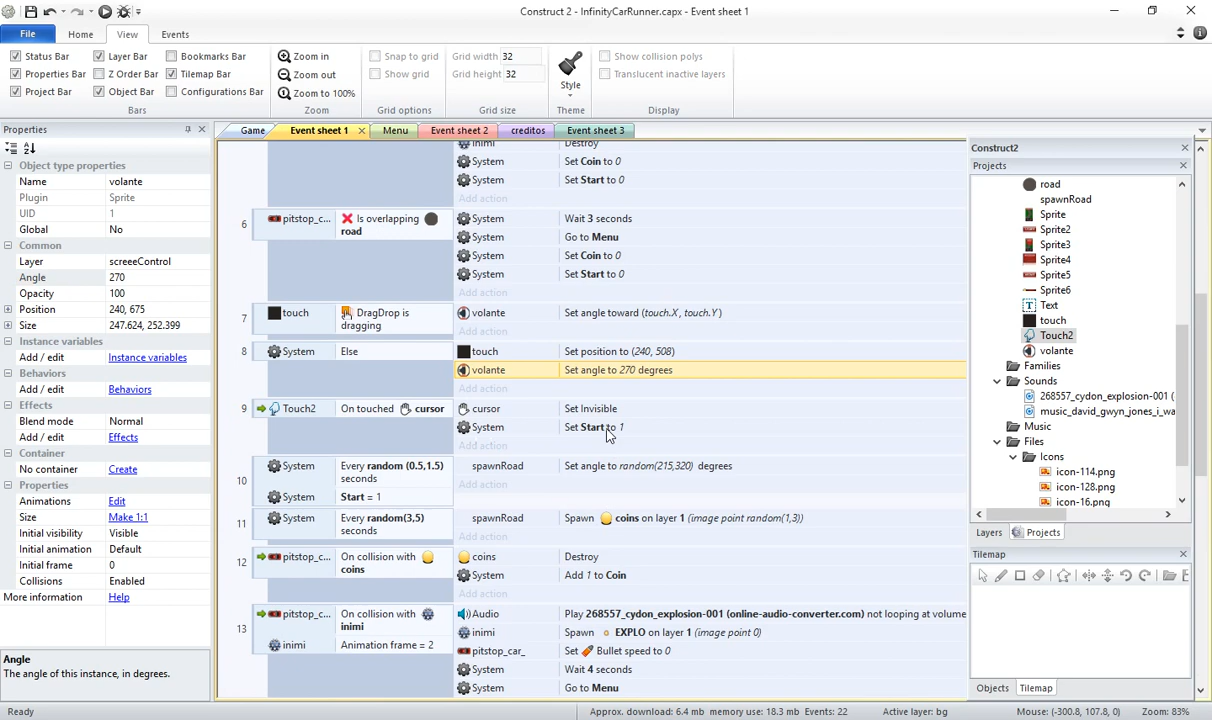 Construct 2 - InfinityCarRunner.capx - Event sheet 1
File Home View Events
Status Bar Layer Bar Bookmarks Bar
Properties Bar Z Order Bar Tilemap Bar
Project Bar Object Bar Configurations Bar
Bars
Zoom in
Zoom out
Zoom to 100%
Zoom
Snap to grid
Show grid
Grid options
Grid width 32
Grid height 32
Grid size
Style
Theme
Show collision polys
Translucent inactive layers
Display
Properties
Game Event sheet 1 Menu Event sheet 2 creditos Event sheet 3
Object type properties
Name volante
Plugin Sprite
UID 1
Global No
Common
Layer screeeControl
Angle 270
Opacity 100
Position 240, 675
Size 247.624, 252.399
Instance variables
Add / edit Instance variables
Behaviors
Add / edit Behaviors
Effects
Blend mode Normal
Add / edit Effects
Container
No container Create
Properties
Animations Edit
Size Make 1:1
Initial visibility Visible
Initial animation Default
Initial frame 0
Collisions Enabled
More information Help
Angle
The angle of this instance, in degrees.
inimi Destroy
System Set Coin to 0
System Set Start to 0
Add action
6 pitstop_c... Is overlapping road
System Wait 3 seconds
System Go to Menu
System Set Coin to 0
System Set Start to 0
Add action
7 touch DragDrop is dragging
volante Set angle toward (touch.X , touch.Y )
Add action
8 System Else
touch Set position to (240, 508)
volante Set angle to 270 degrees
Add action
9 Touch2 On touched cursor
cursor Set Invisible
System Set Start to 1
Add action
10 System Every random (0.5,1.5) seconds
System Start = 1
spawnRoad Set angle to random(215,320) degrees
Add action
11 System Every random(3,5) seconds
spawnRoad Spawn coins on layer 1 (image point random(1,3))
Add action
12 pitstop_c... On collision with coins
coins Destroy
System Add 1 to Coin
Add action
13 pitstop_c... On collision with inimi
inimi Animation frame = 2
Audio Play 268557_cydon_explosion-001 (online-audio-converter.com) not looping at volume
inimi Spawn EXPLO on layer 1 (image point 0)
pitstop_car_ Set Bullet speed to 0
System Wait 4 seconds
System Go to Menu
Construct2
Projects
road
spawnRoad
Sprite
Sprite2
Sprite3
Sprite4
Sprite5
Sprite6
Text
touch
Touch2
volante
Families
Sounds
268557_cydon_explosion-001 (
music_david_gwyn_jones_i_wa
Music
Files
Icons
icon-114.png
icon-128.png
icon-16.png
Layers Projects
Tilemap
Objects Tilemap
Ready Approx. download: 6.4 mb memory use: 18.3 mb Events: 22 Active layer: bg Mouse: (-300.8, 107.8, 0) Zoom: 83%